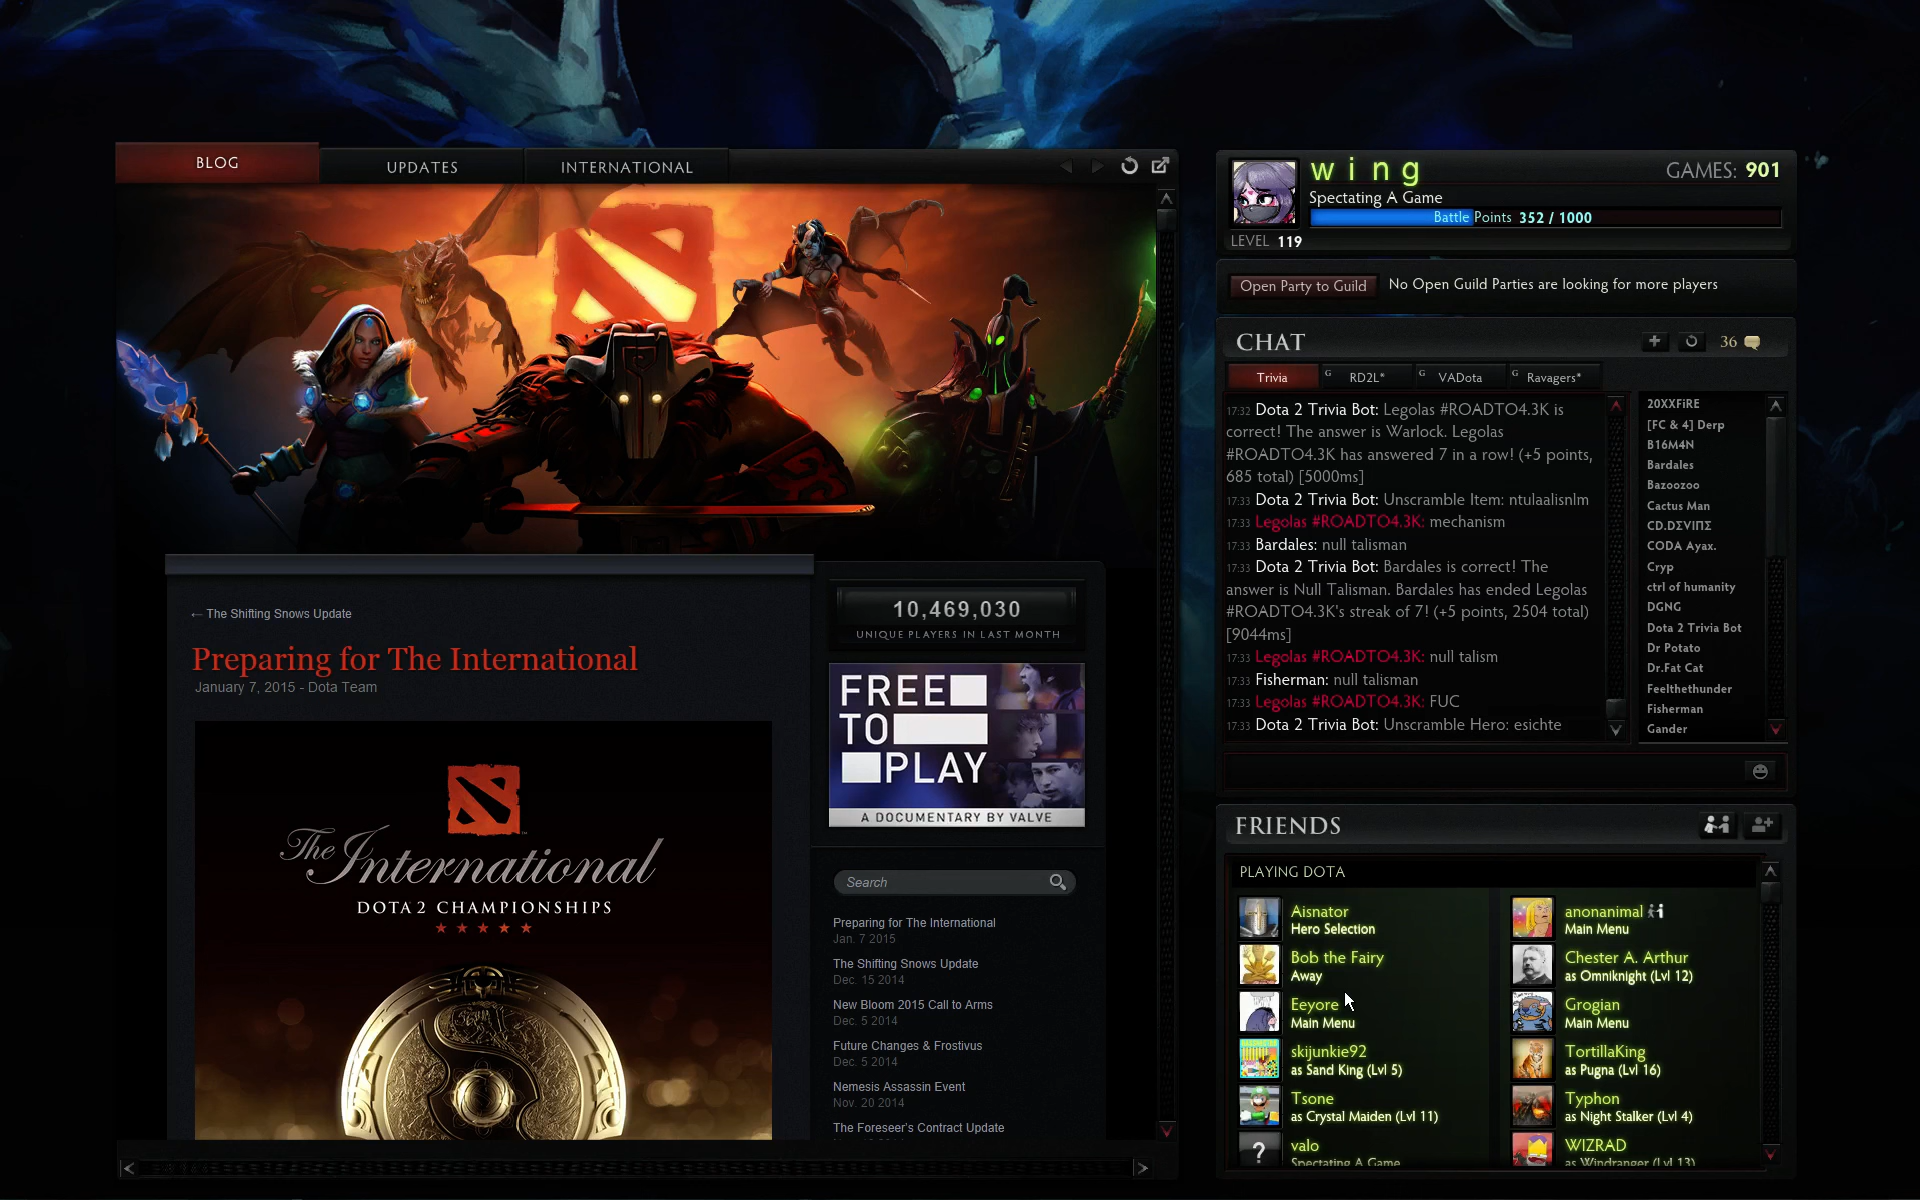 BLOG
UPDATES
INTERNATIONAL
← The Shifting Snows Update
Preparing for The International
January 7, 2015 - Dota Team
The International
DOTA 2 CHAMPIONSHIPS
10,469,030
UNIQUE PLAYERS IN LAST MONTH
FREE
TO
PLAY
A DOCUMENTARY BY VALVE
Search
Preparing for The International
Jan. 7 2015
The Shifting Snows Update
Dec. 15 2014
New Bloom 2015 Call to Arms
Dec. 5 2014
Future Changes & Frostivus
Dec. 5 2014
Nemesis Assassin Event
Nov. 20 2014
The Foreseer's Contract Update
wing
GAMES: 901
Spectating A Game
Battle Points 352 / 1000
LEVEL 119
Open Party to Guild
No Open Guild Parties are looking for more players
CHAT
36
Trivia
G RD2L*
G VADota
G Ravagers*
17:32 Dota 2 Trivia Bot: Legolas #ROADTO4.3K is
correct! The answer is Warlock. Legolas
#ROADTO4.3K has answered 7 in a row! (+5 points,
685 total) [5000ms]
17:33 Dota 2 Trivia Bot: Unscramble Item: ntulaalisnlm
17:33 Legolas #ROADTO4.3K: mechanism
17:33 Bardales: null talisman
17:33 Dota 2 Trivia Bot: Bardales is correct! The
answer is Null Talisman. Bardales has ended Legolas
#ROADTO4.3K's streak of 7! (+5 points, 2504 total)
[9044ms]
17:33 Legolas #ROADTO4.3K: null talism
17:33 Fisherman: null talisman
17:33 Legolas #ROADTO4.3K: FUC
17:33 Dota 2 Trivia Bot: Unscramble Hero: esichte
20XXFiRE
[FC & 4] Derp
B16M4N
Bardales
Bazoozoo
Cactus Man
CD.DΣVIΠΣ
CODA Ayax.
Cryp
ctrl of humanity
DGNG
Dota 2 Trivia Bot
Dr Potato
Dr.Fat Cat
Feelthethunder
Fisherman
Gander
FRIENDS
PLAYING DOTA
Aisnator
Hero Selection
anonanimal
Main Menu
Bob the Fairy
Away
Chester A. Arthur
as Omniknight (Lvl 12)
Eeyore
Main Menu
Grogian
Main Menu
skijunkie92
as Sand King (Lvl 5)
TortillaKing
as Pugna (Lvl 16)
Tsone
as Crystal Maiden (Lvl 11)
Typhon
as Night Stalker (Lvl 4)
?
valo
Spectating A Game
WIZRAD
as Windranger (Lvl 13)